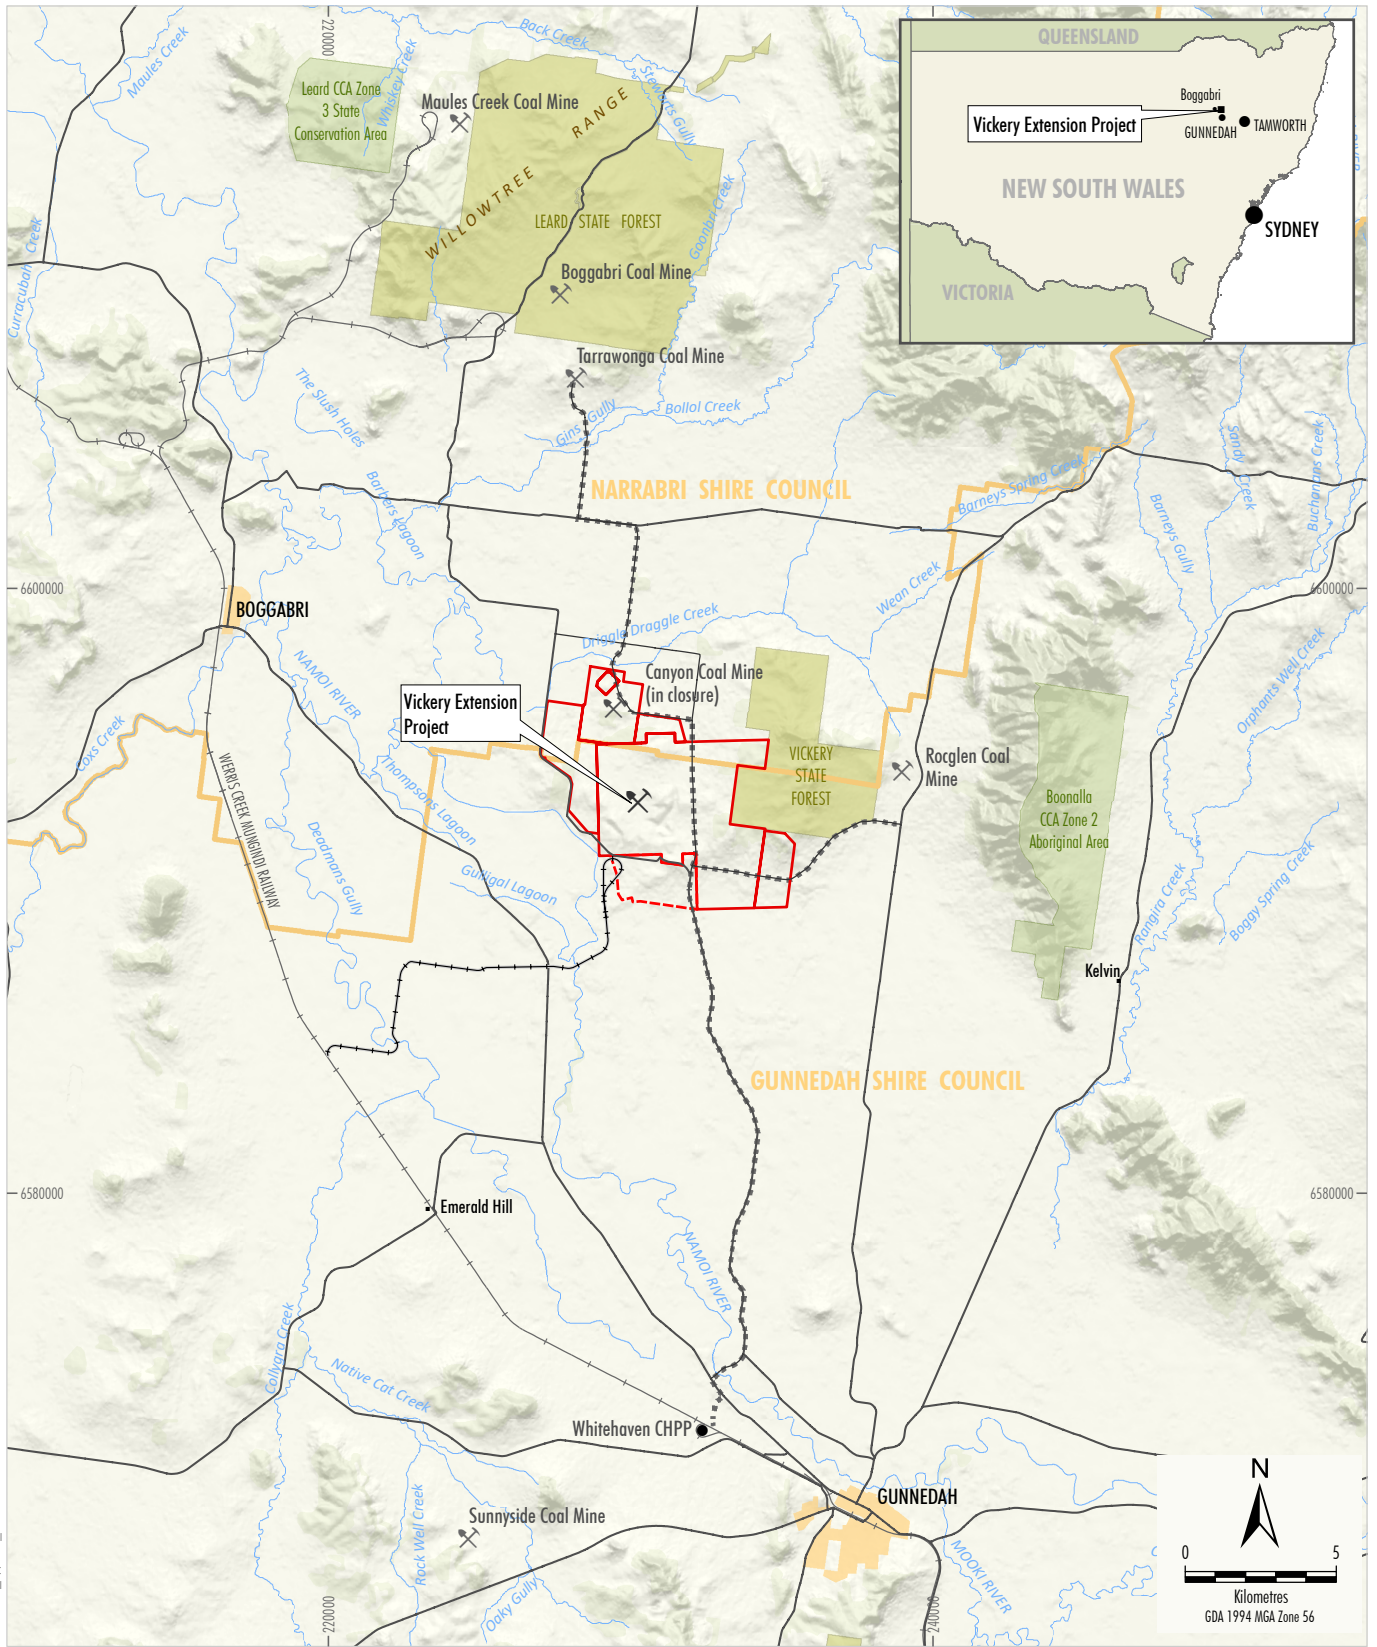 220000
Back Creek
Maules Creek
Whiskey Creek
Stewarts Gully
Leard CCA Zone
3 State
Conservation Area
Maules Creek Coal Mine
WILLOWTREE RANGE
LEARD STATE FOREST
Goonbri Creek
Boggabri Coal Mine
Curracubah Creek
QUEENSLAND
Boggabri
Vickery Extension Project
GUNNEDAH
TAMWORTH
NEW SOUTH WALES
SYDNEY
VICTORIA
Tarrawonga Coal Mine
The Slush Holes
Gins Gully
Bollol Creek
Barbers Lagoon
NARRABRI SHIRE COUNCIL
Barneys Spring Creek
Barneys Gully
Sandy Creek
Buchanans Creek
6600000
6600000
BOGGABRI
Wean Creek
Driggle Draggle Creek
NAMOI RIVER
Canyon Coal Mine
(in closure)
Vickery Extension
Project
Orphants Well Creek
Coxs Creek
WERRIS CREEK MUNGINDI RAILWAY
Thompsons Lagoon
VICKERY
STATE
FOREST
Rocglen Coal
Mine
Boonalla
CCA Zone 2
Aboriginal Area
Deadmans Gully
Gulligal Lagoon
Rangira Creek
Boggy Spring Creek
Kelvin
GUNNEDAH SHIRE COUNCIL
6580000
6580000
Emerald Hill
NAMOI RIVER
Collygra Creek
Native Cat Creek
Whitehaven CHPP
GUNNEDAH
Sunnyside Coal Mine
Rock Well Creek
Oaky Gully
MOOKI RIVER
220000
240000
N
0 5
Kilometres
GDA 1994 MGA Zone 56